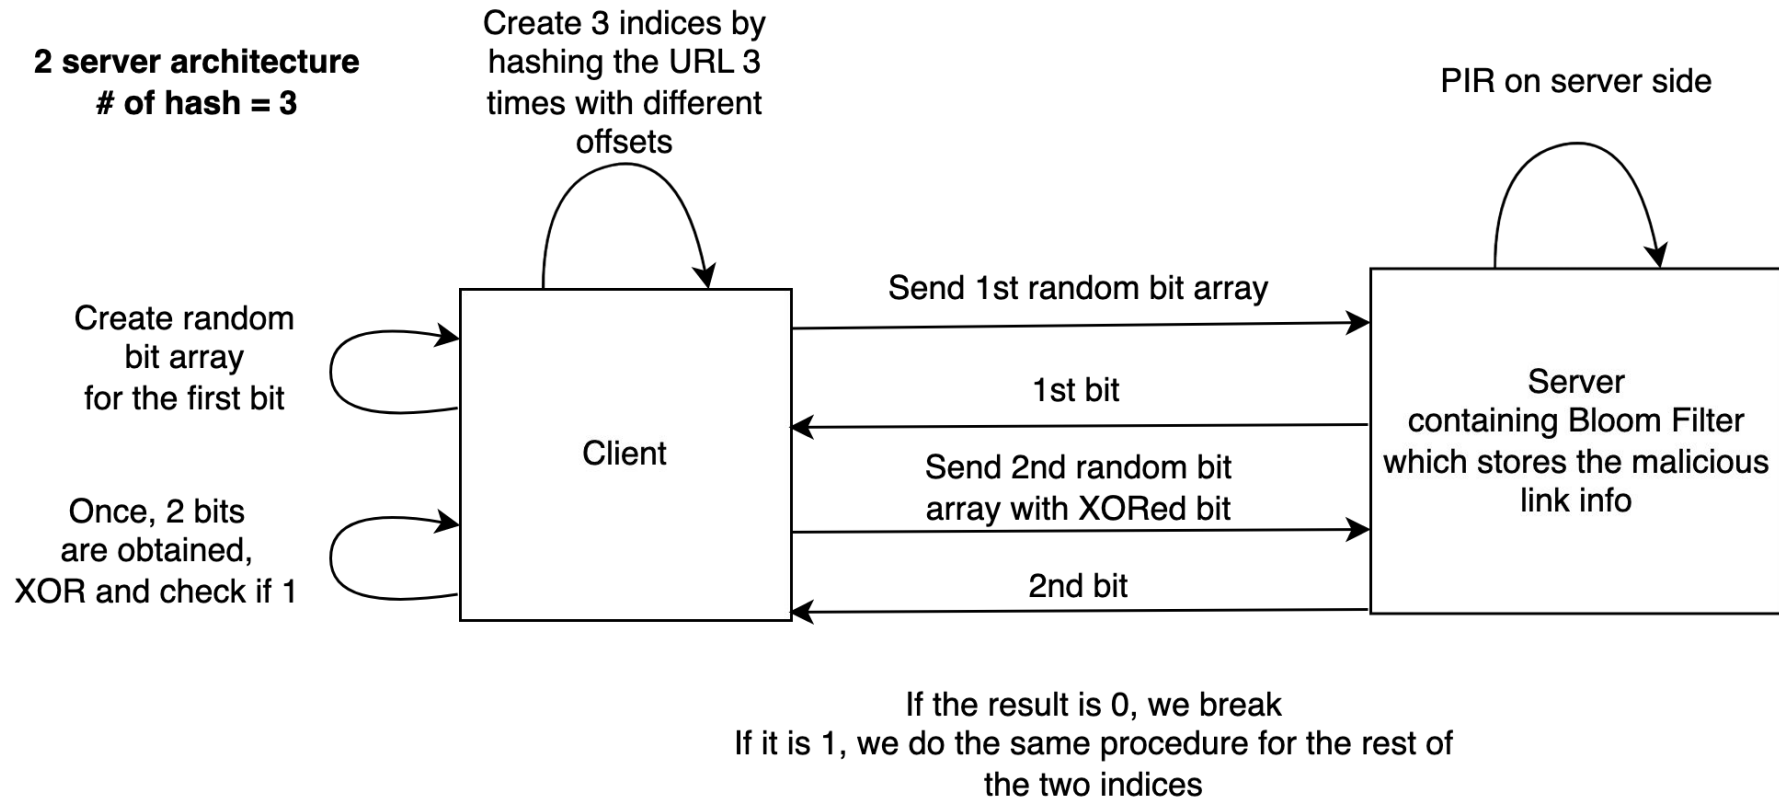 2 server architecture
# of hash = 3
Create 3 indices by
hashing the URL 3
times with different
offsets
PIR on server side
Create random
bit array
for the first bit
Once, 2 bits
are obtained,
XOR and check if 1
Client
Send 1st random bit array
1st bit
Send 2nd random bit
array with XORed bit
2nd bit
Server
containing Bloom Filter
which stores the malicious
link info
If the result is 0, we break
If it is 1, we do the same procedure for the rest of
the two indices